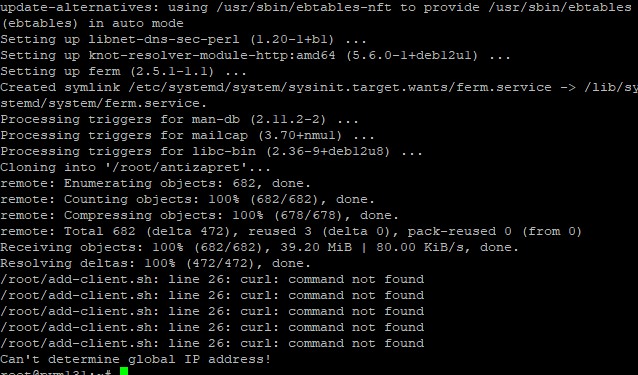 update-alternatives: using /usr/sbin/ebtables-nft to provide /usr/sbin/ebtables
(ebtables) in auto mode
Setting up libnet-dns-sec-perl (1.20-1+b1) ...
Setting up knot-resolver-module-http:amd64 (5.6.0-1+deb12u1) ...
Setting up ferm (2.5.1-1.1) ...
Created symlink /etc/systemd/system/sysinit.target.wants/ferm.service -> /lib/sy
stemd/system/ferm.service.
Processing triggers for man-db (2.11.2-2) ...
Processing triggers for mailcap (3.70+nmu1) ...
Processing triggers for libc-bin (2.36-9+deb12u8) ...
Cloning into '/root/antizapret'...
remote: Enumerating objects: 682, done.
remote: Counting objects: 100% (682/682), done.
remote: Compressing objects: 100% (678/678), done.
remote: Total 682 (delta 472), reused 3 (delta 0), pack-reused 0 (from 0)
Receiving objects: 100% (682/682), 39.20 MiB | 80.00 KiB/s, done.
Resolving deltas: 100% (472/472), done.
/root/add-client.sh: line 26: curl: command not found
/root/add-client.sh: line 26: curl: command not found
/root/add-client.sh: line 26: curl: command not found
/root/add-client.sh: line 26: curl: command not found
/root/add-client.sh: line 26: curl: command not found
Can't determine global IP address!